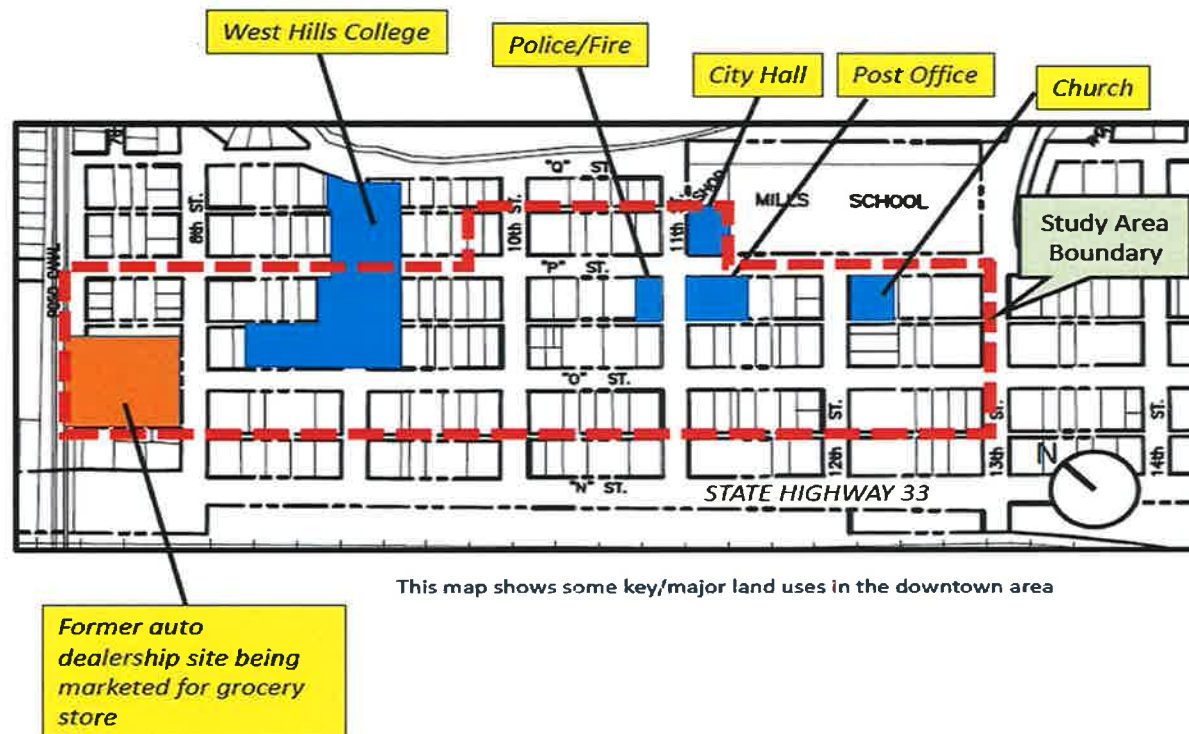 West Hills College
Police/Fire
City Hall
Post Office
Church
8th ST.
"Q" ST.
10th ST.
11th
MILLS SCHOOL
Study Area
Boundary
"P" ST.
"O" ST.
12th ST.
13th ST.
14th ST.
N
"N" ST.
STATE HIGHWAY 33
This map shows some key/major land uses in the downtown area
Former auto
dealership site being
marketed for grocery
store